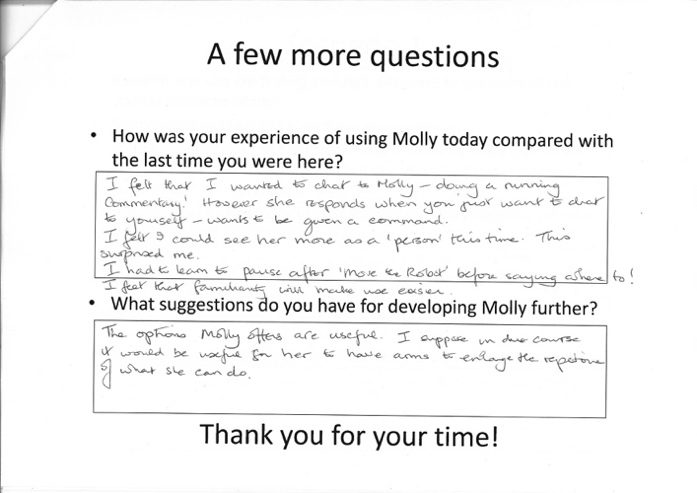 A few more questions
• How was your experience of using Molly today compared with
the last time you were here?
I felt that I wanted to chat to Molly – doing a running
commentary! However she responds when you just want to chat
to youself – wants to be given a command.
I felt I could see her more as a 'person' this time. This
surprised me.
I had to learn to pause after 'Move the Robot' before saying where to!
I feel that familiarity will make use easier.
• What suggestions do you have for developing Molly further?
The options Molly offers are useful. I suppose in due course
it would be useful for her to have arms to enlarge the repertoire
of what she can do.
Thank you for your time!